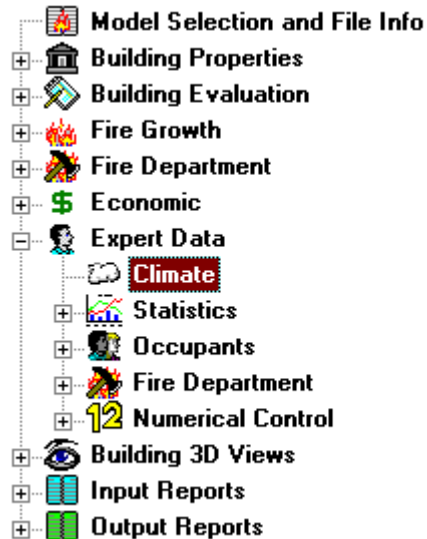 Model Selection and File Info
Building Properties
Building Evaluation
Fire Growth
Fire Department
$ Economic
Expert Data
Climate
Statistics
Occupants
Fire Department
12 Numerical Control
Building 3D Views
Input Reports
Output Reports